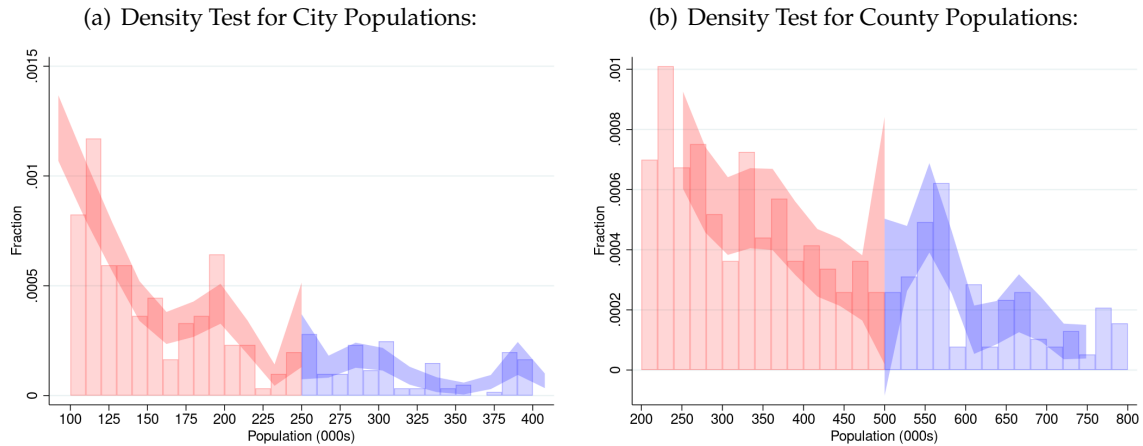 (a) Density Test for City Populations:
.0015
.001
.0005
0
Fraction
100 125 150 175 200 225 250 275 300 325 350 375 400
Population (000s)
(b) Density Test for County Populations:
.001
.0008
.0006
.0004
.0002
0
Fraction
200 250 300 350 400 450 500 550 600 650 700 750 800
Population (000s)